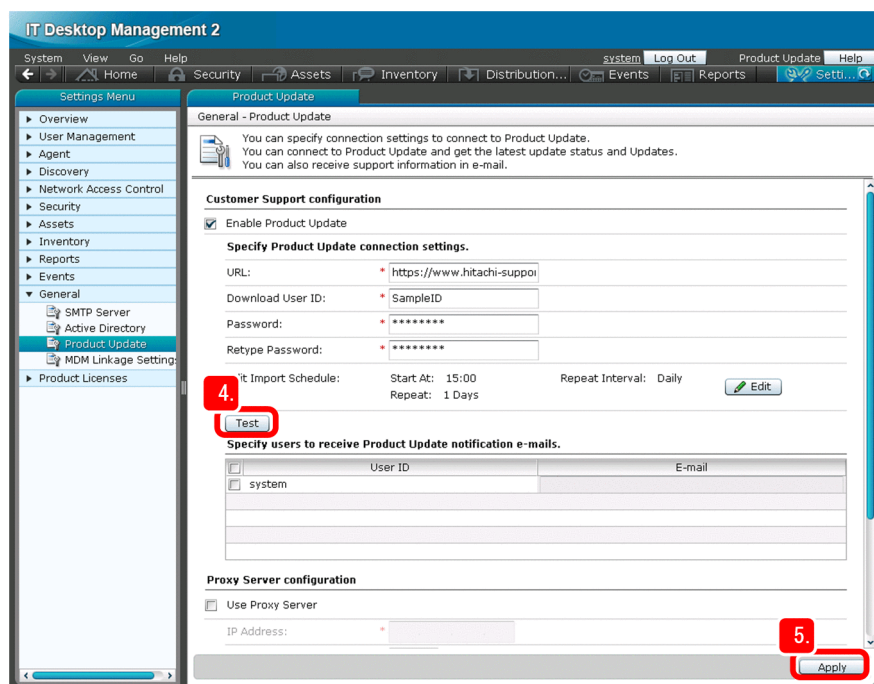 IT Desktop Management 2
System View Go Help system Log Out Product Update Help
Home Security Assets Inventory Distribution... Events Reports Setti...
Settings Menu
Product Update
Overview
User Management
Agent
Discovery
Network Access Control
Security
Assets
Inventory
Reports
Events
General
SMTP Server
Active Directory
Product Update
MDM Linkage Setting
Product Licenses
General - Product Update
You can specify connection settings to connect to Product Update.
You can connect to Product Update and get the latest update status and Updates.
You can also receive support information in e-mail.
Customer Support configuration
Enable Product Update
Specify Product Update connection settings.
URL: * https://www.hitachi-suppor
Download User ID: * SampleID
Password: * ********
Retype Password: * ********
Import Schedule: Start At: 15:00 Repeat Interval: Daily Edit
Repeat: 1 Days
4.
Test
Specify users to receive Product Update notification e-mails.
User ID E-mail
system
Proxy Server configuration
Use Proxy Server
IP Address: *
5.
Apply